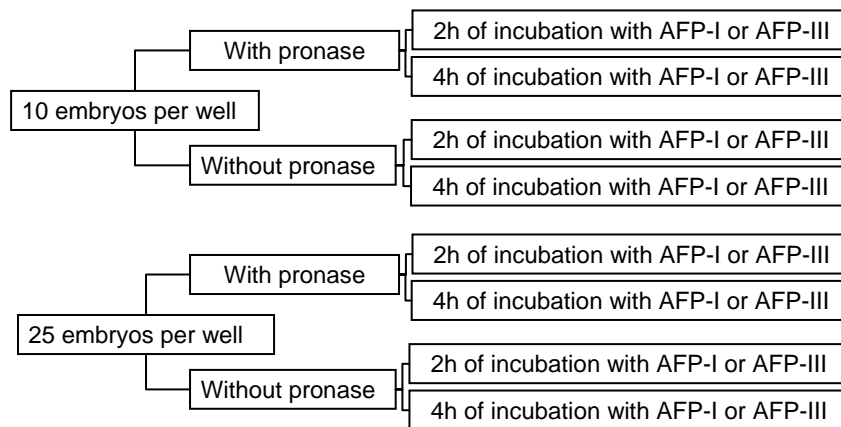 2h of incubation with AFP-I or AFP-III
With pronase
4h of incubation with AFP-I or AFP-III
10 embryos per well
2h of incubation with AFP-I or AFP-III
Without pronase
4h of incubation with AFP-I or AFP-III
2h of incubation with AFP-I or AFP-III
With pronase
4h of incubation with AFP-I or AFP-III
25 embryos per well
2h of incubation with AFP-I or AFP-III
Without pronase
4h of incubation with AFP-I or AFP-III